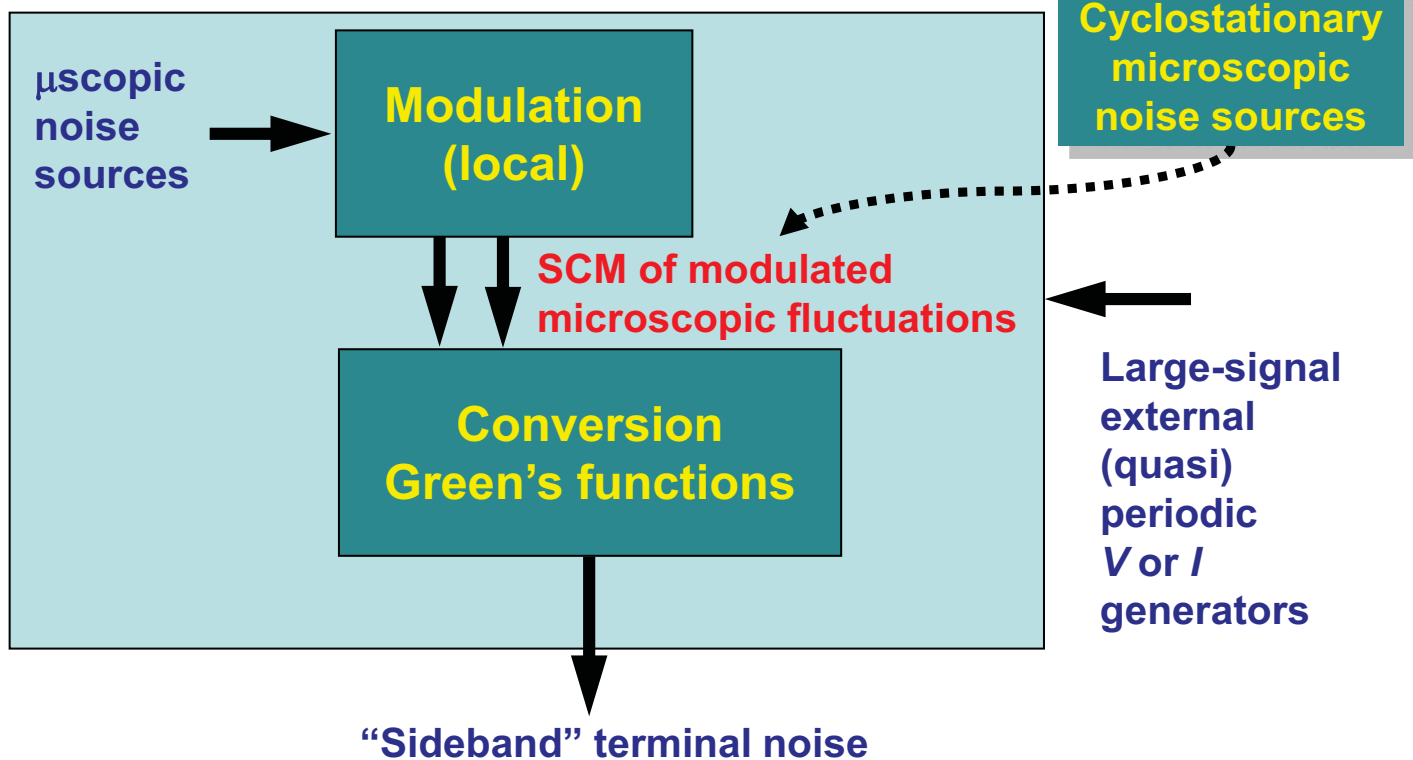 Cyclostationary
microscopic
noise sources
μscopic
noise
sources
Modulation
(local)
SCM of modulated
microscopic fluctuations
Conversion
Green’s functions
Large-signal
external
(quasi)
periodic
V or I
generators
“Sideband” terminal noise